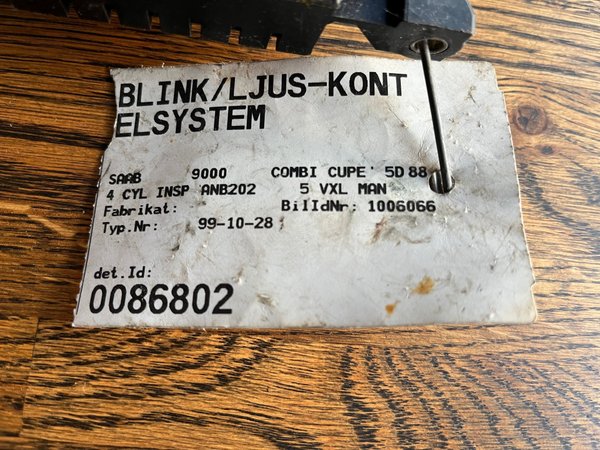 BLINK/LJUS-KONT
ELSYSTEM
SAAB 9000 COMBI CUPE' 5D 88
4 CYL INSP ANB202 5 VXL MAN
Fabrikat: BilIdNr: 1006066
Typ.Nr: 99-10-28
det.Id:
0086802